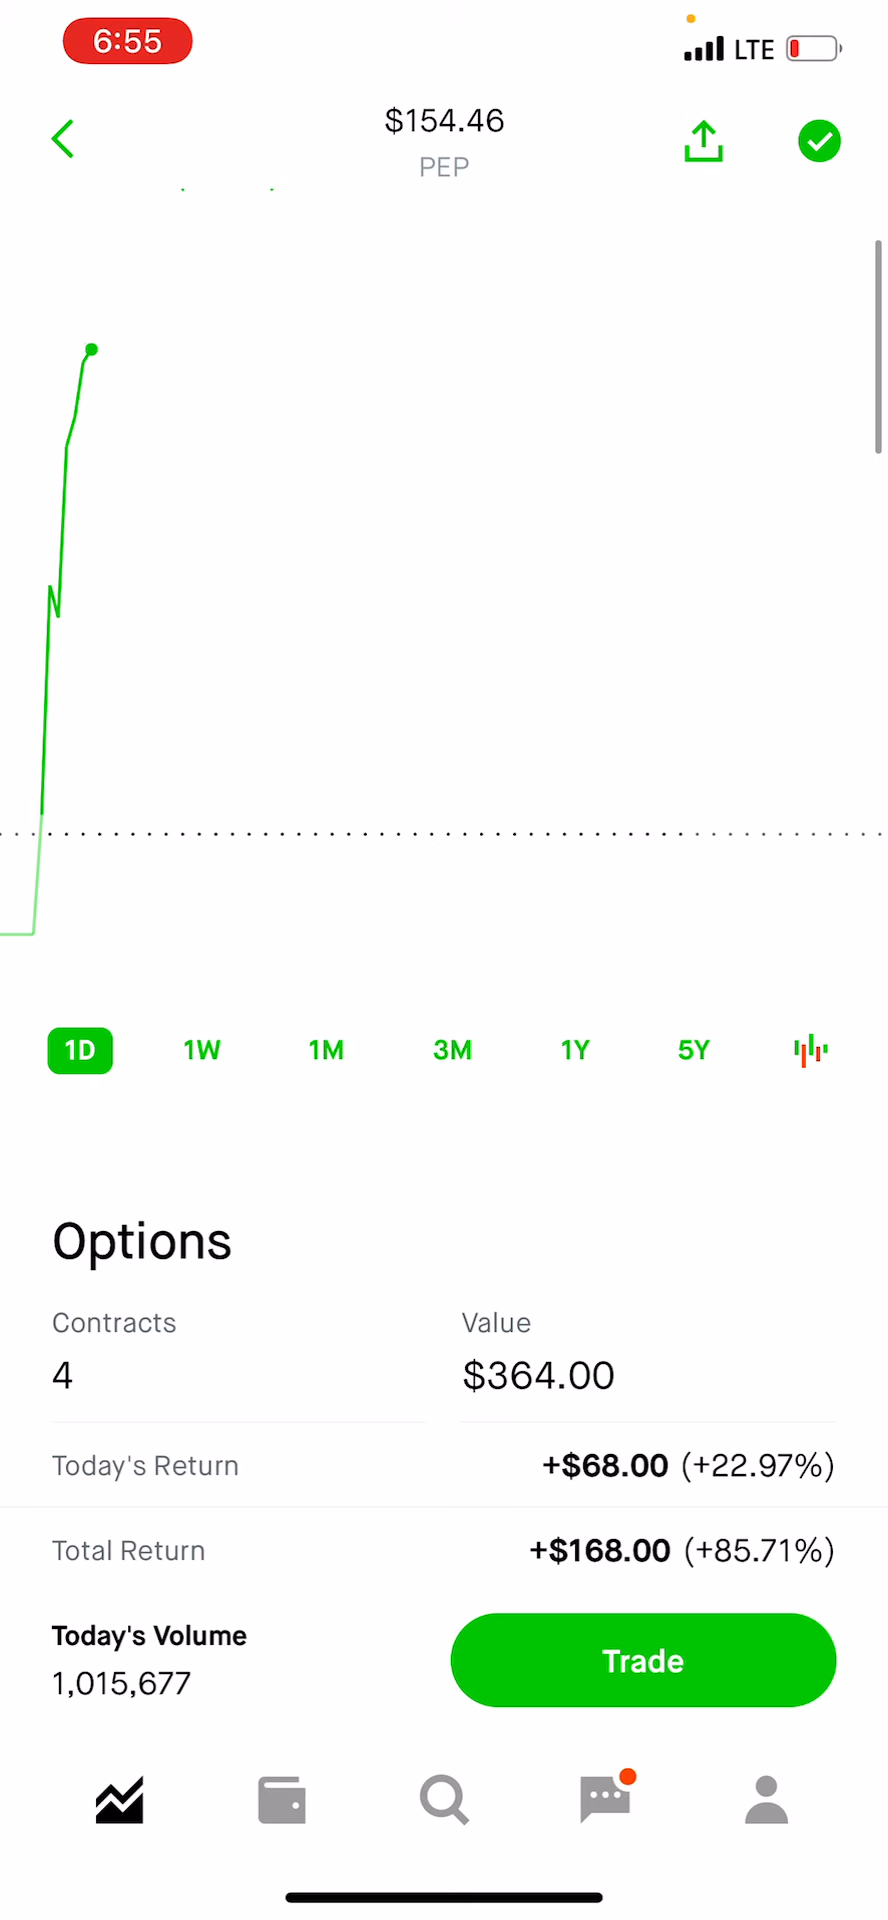 6:55
LTE
$154.46
PEP
1D 1W 1M 3M 1Y 5Y
Options
Contracts Value
4 $364.00
Today's Return +$68.00 (+22.97%)
Total Return +$168.00 (+85.71%)
Today's Volume
1,015,677
Trade